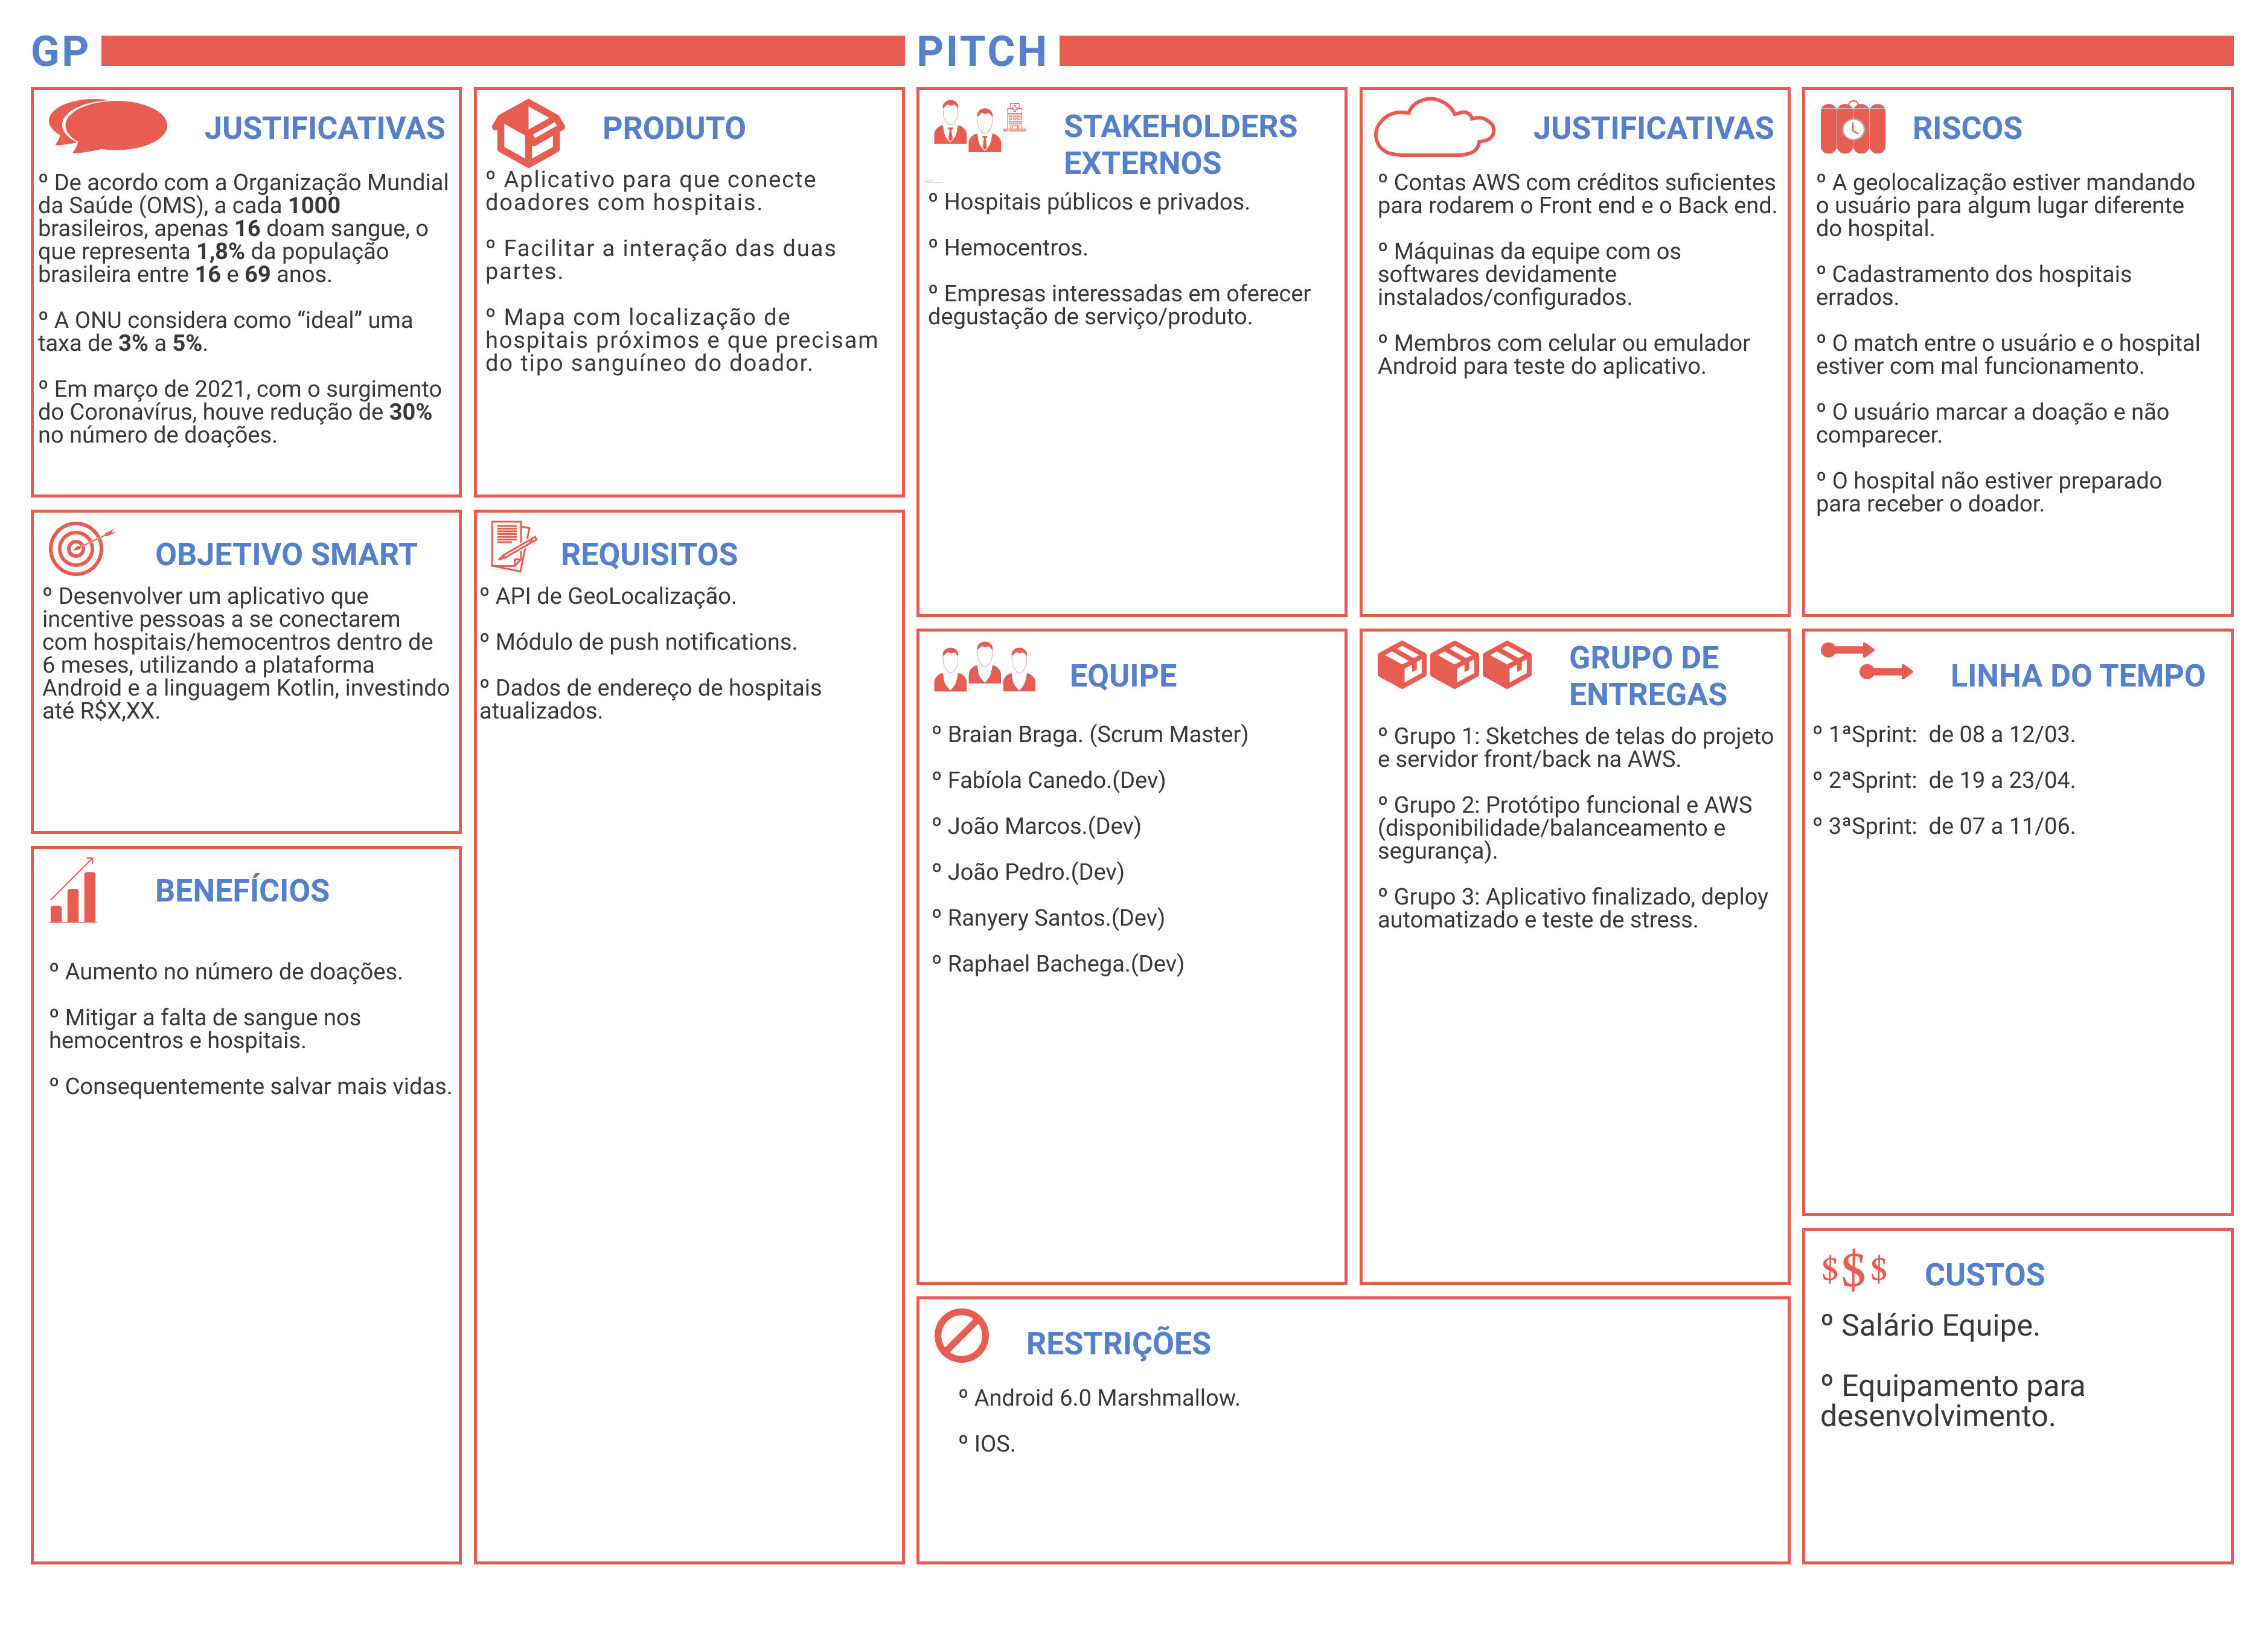 GP
PITCH
JUSTIFICATIVAS
º De acordo com a Organização Mundial
da Saúde (OMS), a cada 1000
brasileiros, apenas 16 doam sangue, o
que representa 1,8% da população
brasileira entre 16 e 69 anos.
º A ONU considera como “ideal” uma
taxa de 3% a 5%.
º Em março de 2021, com o surgimento
do Coronavírus, houve redução de 30%
no número de doações.
PRODUTO
º Aplicativo para que conecte
doadores com hospitais.
º Facilitar a interação das duas
partes.
º Mapa com localização de
hospitais próximos e que precisam
do tipo sanguíneo do doador.
STAKEHOLDERS
EXTERNOS
º Hospitais públicos e privados.
º Hemocentros.
º Empresas interessadas em oferecer
degustação de serviço/produto.
JUSTIFICATIVAS
º Contas AWS com créditos suficientes
para rodarem o Front end e o Back end.
º Máquinas da equipe com os
softwares devidamente
instalados/configurados.
º Membros com celular ou emulador
Android para teste do aplicativo.
RISCOS
º A geolocalização estiver mandando
o usuário para algum lugar diferente
do hospital.
º Cadastramento dos hospitais
errados.
º O match entre o usuário e o hospital
estiver com mal funcionamento.
º O usuário marcar a doação e não
comparecer.
º O hospital não estiver preparado
para receber o doador.
OBJETIVO SMART
º Desenvolver um aplicativo que
incentive pessoas a se conectarem
com hospitais/hemocentros dentro de
6 meses, utilizando a plataforma
Android e a linguagem Kotlin, investindo
até R$X,XX.
REQUISITOS
º API de GeoLocalização.
º Módulo de push notifications.
º Dados de endereço de hospitais
atualizados.
EQUIPE
º Braian Braga. (Scrum Master)
º Fabíola Canedo.(Dev)
º João Marcos.(Dev)
º João Pedro.(Dev)
º Ranyery Santos.(Dev)
º Raphael Bachega.(Dev)
GRUPO DE
ENTREGAS
º Grupo 1: Sketches de telas do projeto
e servidor front/back na AWS.
º Grupo 2: Protótipo funcional e AWS
(disponibilidade/balanceamento e
segurança).
º Grupo 3: Aplicativo finalizado, deploy
automatizado e teste de stress.
LINHA DO TEMPO
º 1ªSprint: de 08 a 12/03.
º 2ªSprint: de 19 a 23/04.
º 3ªSprint: de 07 a 11/06.
BENEFÍCIOS
º Aumento no número de doações.
º Mitigar a falta de sangue nos
hemocentros e hospitais.
º Consequentemente salvar mais vidas.
RESTRIÇÕES
º Android 6.0 Marshmallow.
º IOS.
$$$
CUSTOS
º Salário Equipe.
º Equipamento para
desenvolvimento.